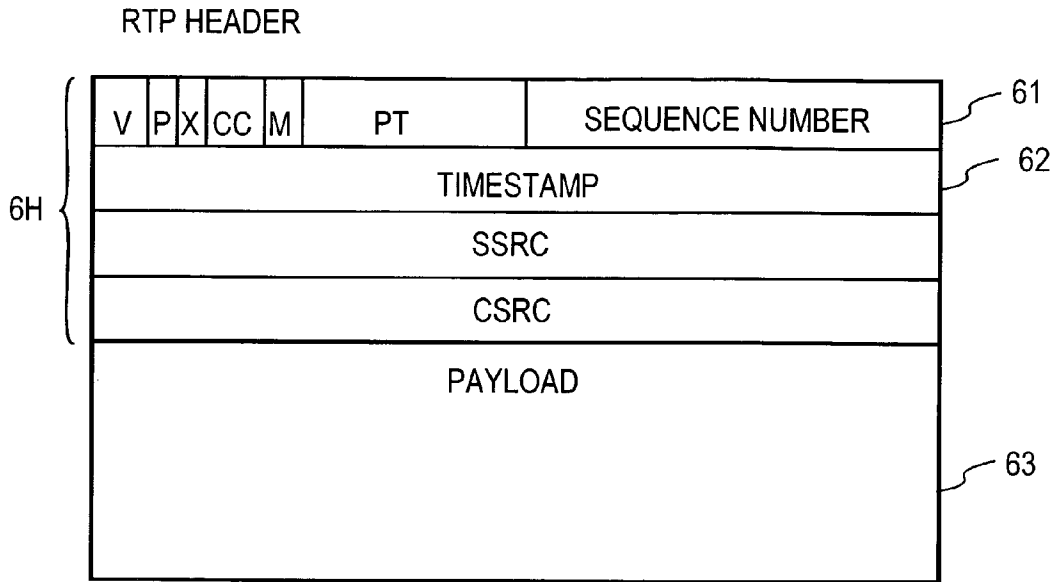 RTP HEADER
V P X CC M PT SEQUENCE NUMBER 61
TIMESTAMP 62
6H
SSRC
CSRC
PAYLOAD
63